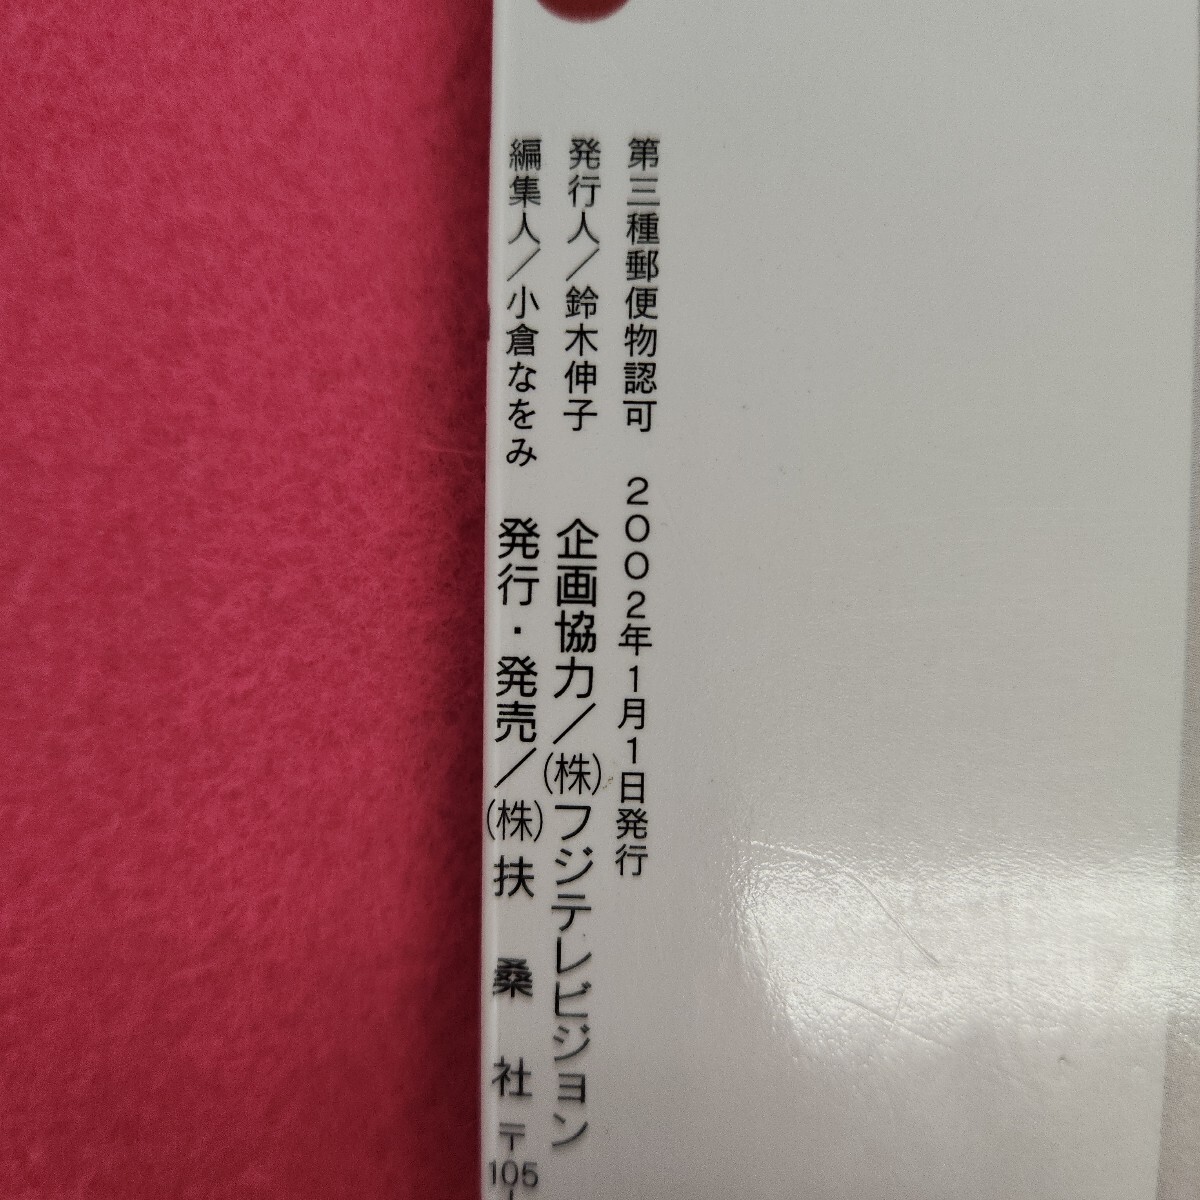 第三種郵便物認可　2002年1月1日発行
発行人／鈴木伸子　企画協力／(株)フジテレビジョン
編集人／小倉なをみ　発行・発売／(株)扶　桑　社　〒105